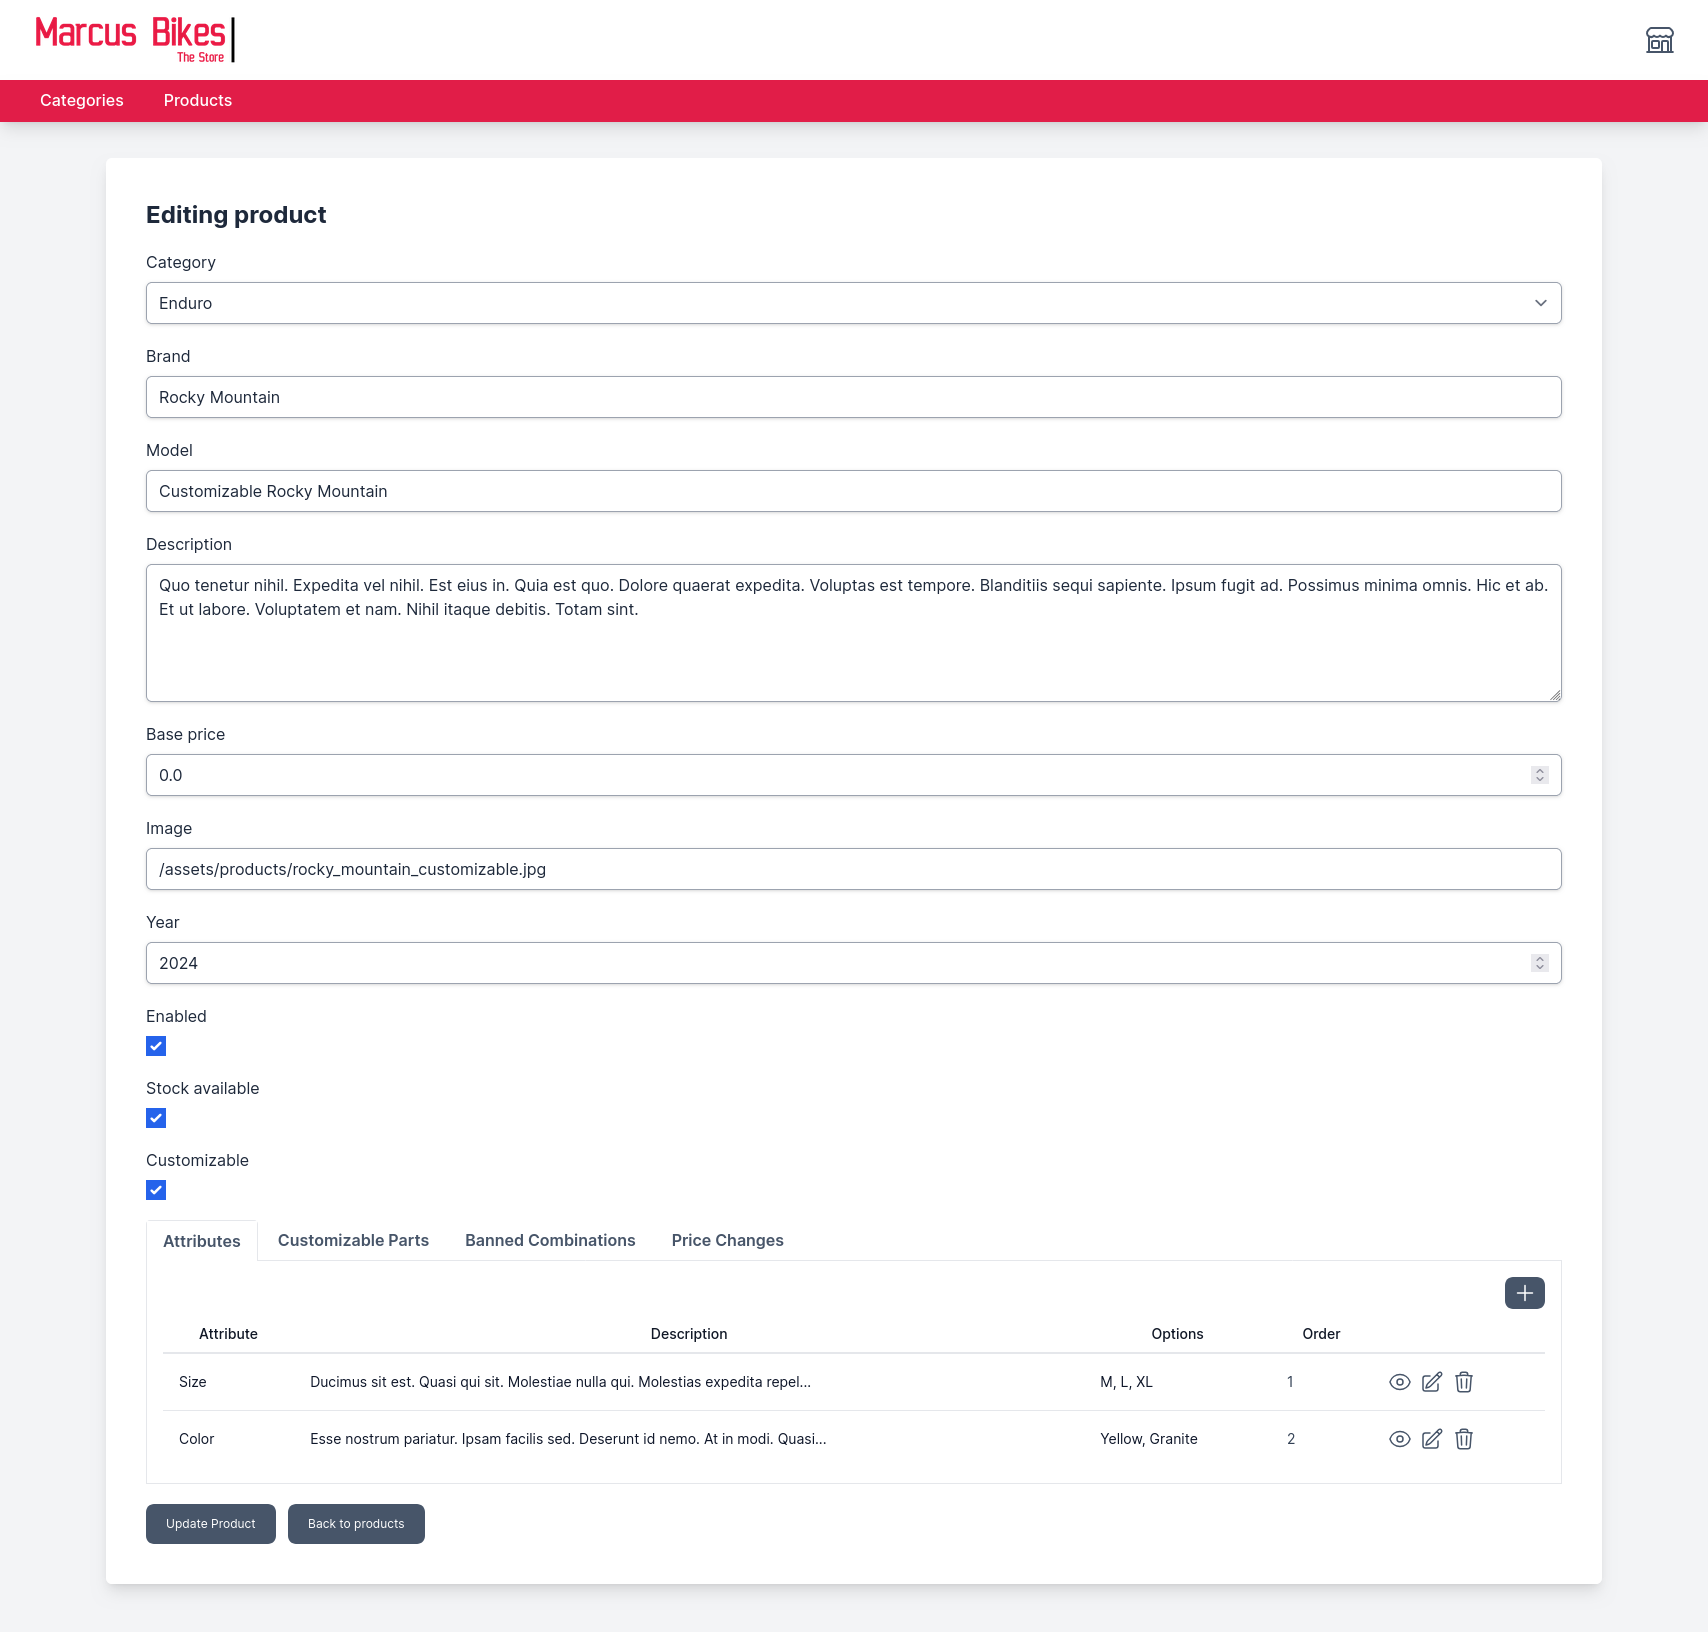 Marcus Bikes
The Store
Categories Products
Editing product
Category
Enduro
Brand
Rocky Mountain
Model
Customizable Rocky Mountain
Description
Quo tenetur nihil. Expedita vel nihil. Est eius in. Quia est quo. Dolore quaerat expedita. Voluptas est tempore. Blanditiis sequi sapiente. Ipsum fugit ad. Possimus minima omnis. Hic et ab.
Et ut labore. Voluptatem et nam. Nihil itaque debitis. Totam sint.
Base price
0.0
Image
/assets/products/rocky_mountain_customizable.jpg
Year
2024
Enabled
Stock available
Customizable
Attributes Customizable Parts Banned Combinations Price Changes
Attribute Description Options Order
Size Ducimus sit est. Quasi qui sit. Molestiae nulla qui. Molestias expedita repel... M, L, XL 1
Color Esse nostrum pariatur. Ipsam facilis sed. Deserunt id nemo. At in modi. Quasi... Yellow, Granite 2
Update Product Back to products